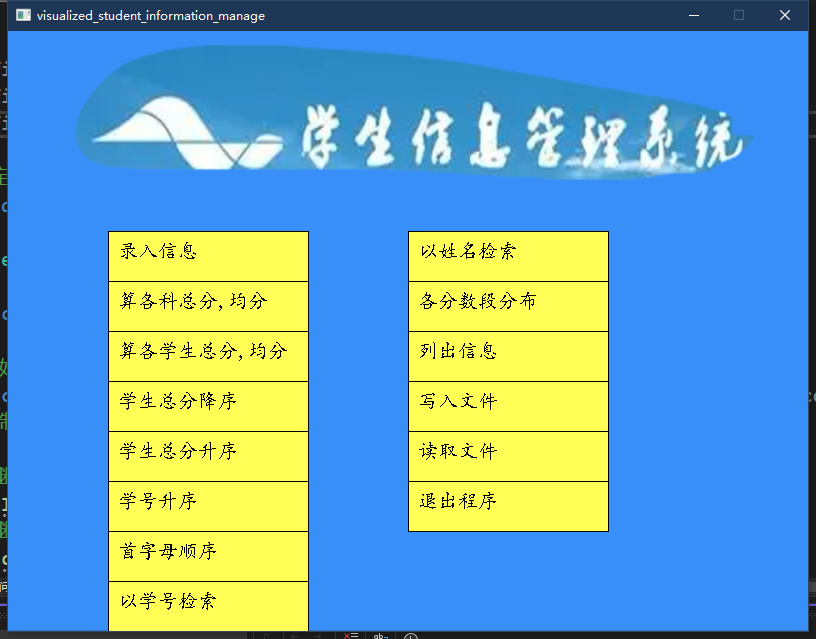 visualized_student_information_manage
学生信息管理系统
录入信息
算各科总分,均分
算各学生总分,均分
学生总分降序
学生总分升序
学号升序
首字母顺序
以学号检索
以姓名检索
各分数段分布
列出信息
写入文件
读取文件
退出程序